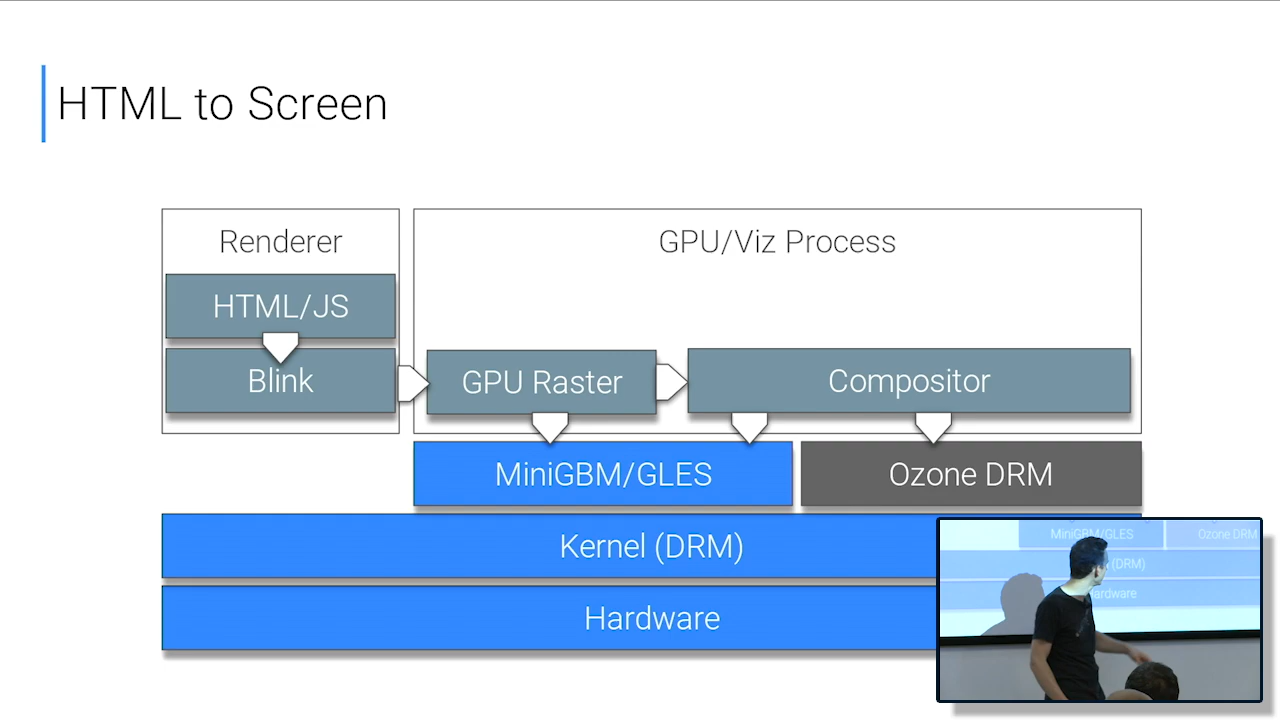 HTML to Screen
Renderer
GPU/Viz Process
HTML/JS
Blink
GPU Raster
Compositor
MiniGBM/GLES
Ozone DRM
Kernel (DRM)
Hardware
MiniGBM/GLES
Ozone DRM
(DRM)
Hardware